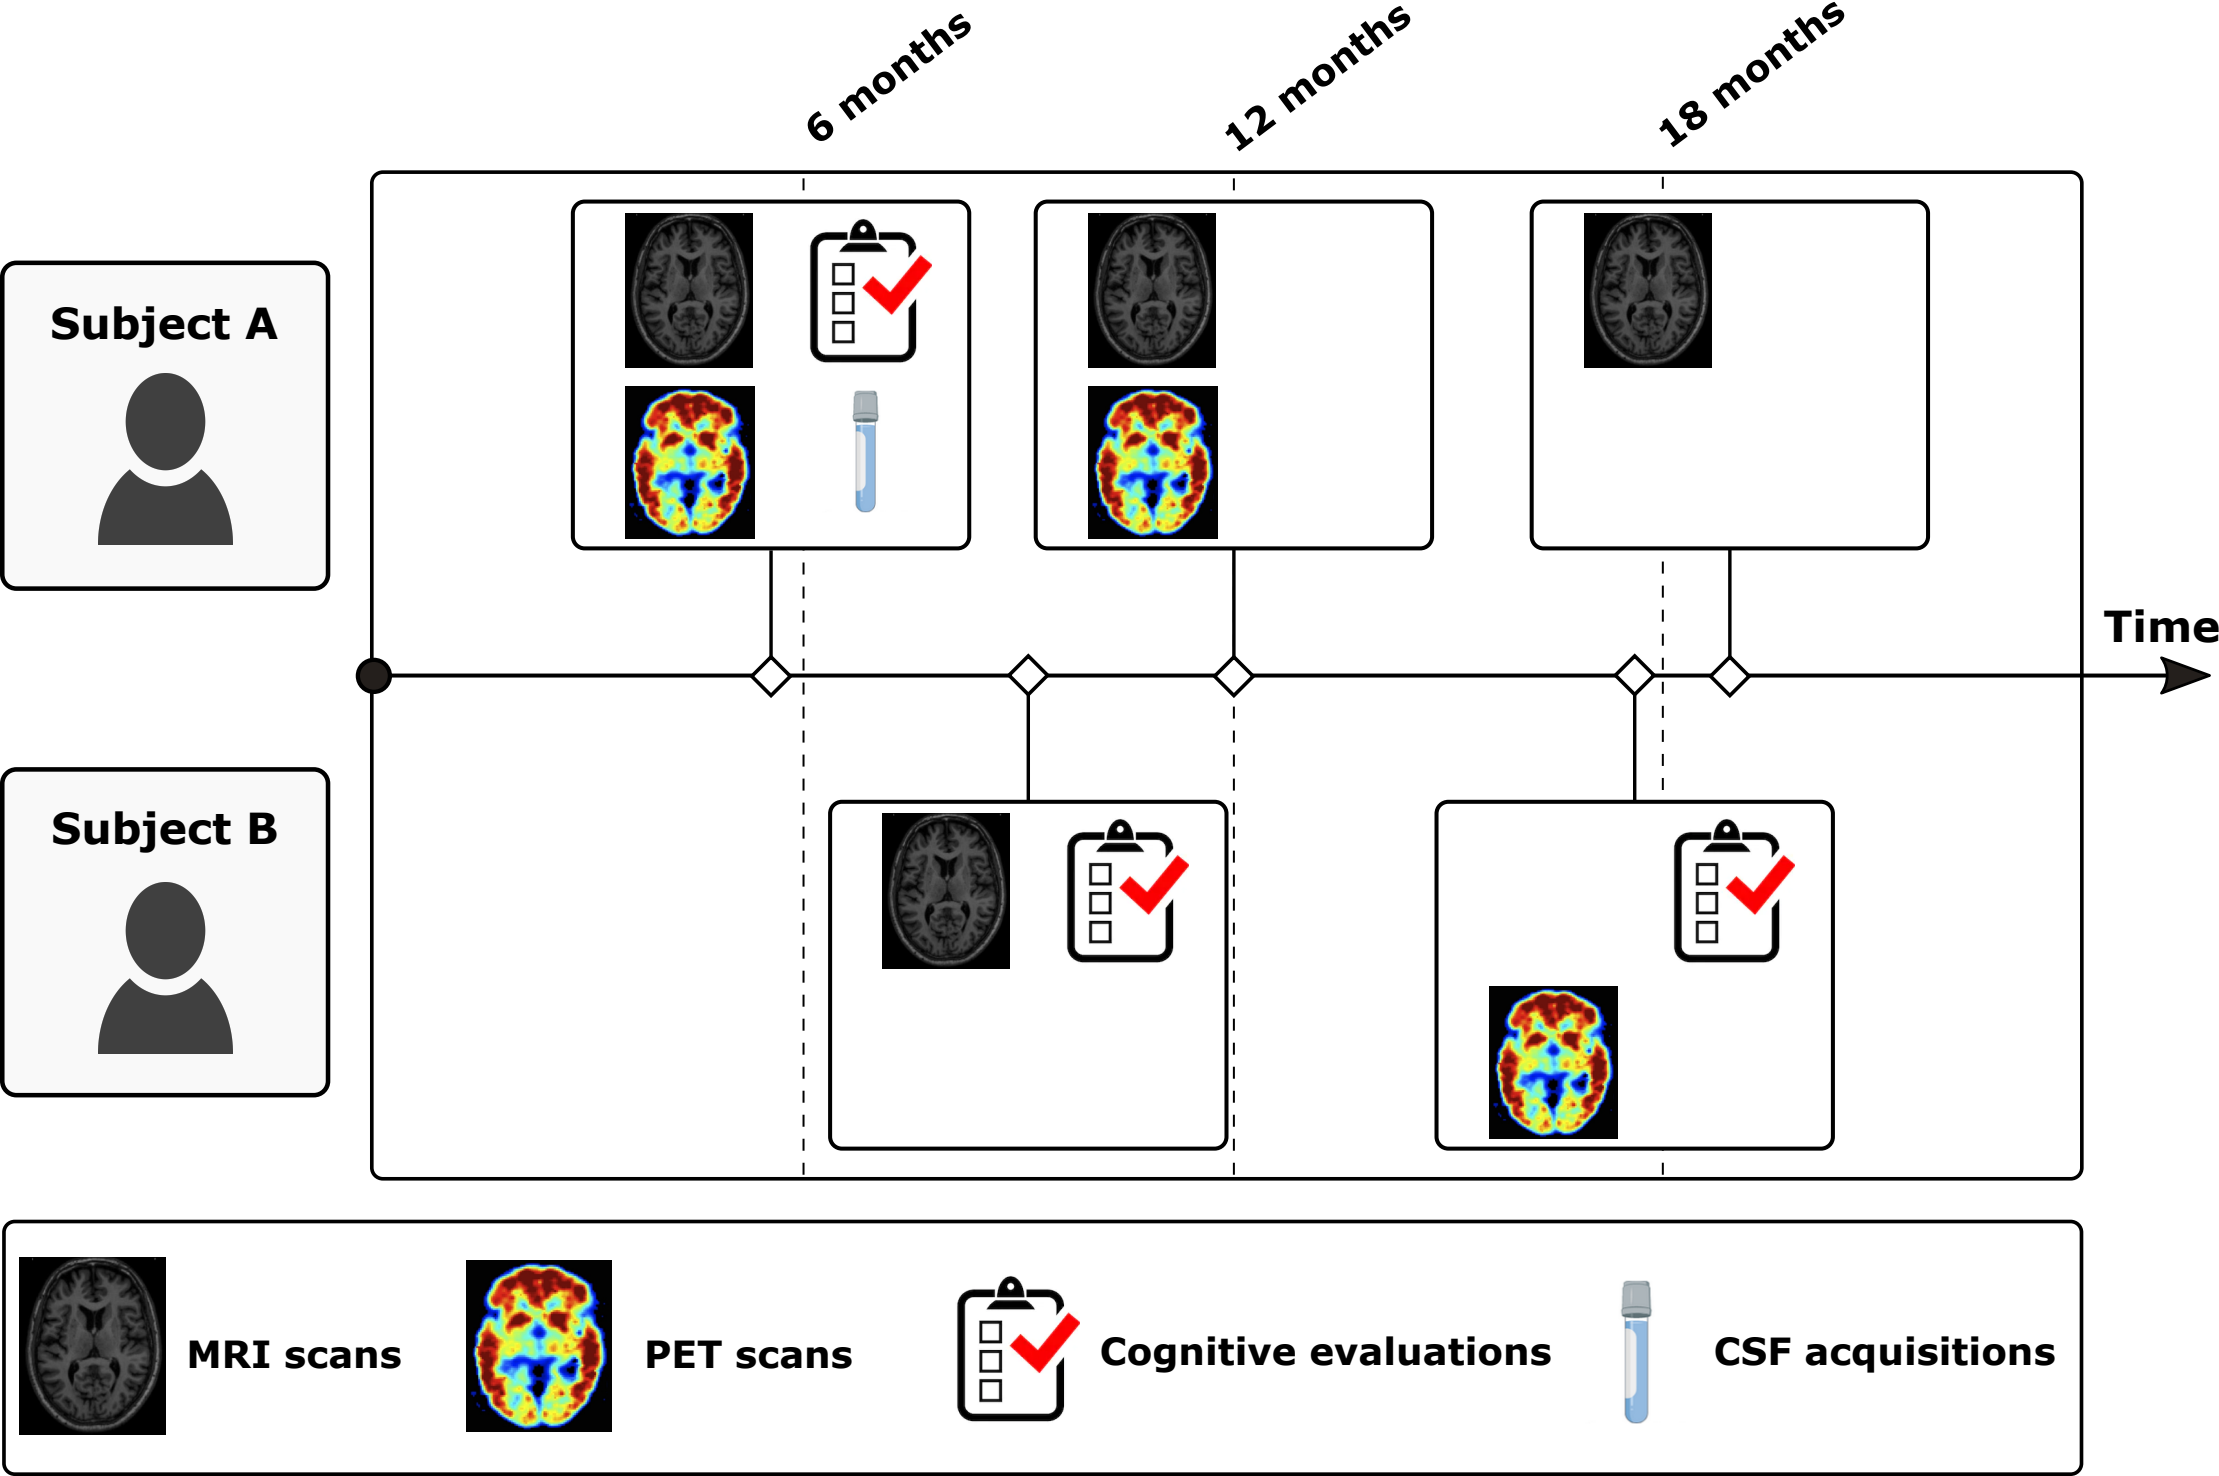 6 months
12 months
18 months
Subject A
Time
Subject B
MRI scans
PET scans
Cognitive evaluations
CSF acquisitions